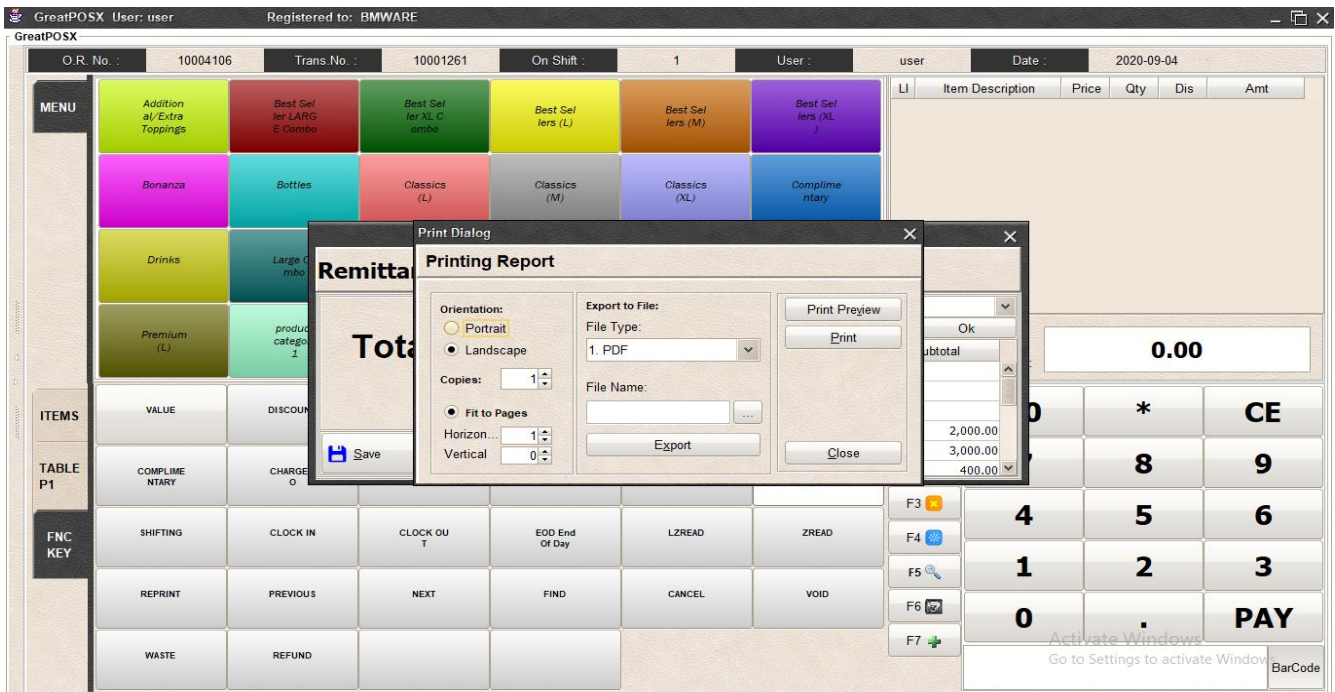 GreatPOSX User: user Registered to: BMWARE
GreatPOSX
O.R. No. : 10004106 Trans.No. : 10001261 On Shift : 1 User : user Date : 2020-09-04
MENU
Addition
al/Extra
Toppings
Best Sel
ler LARG
E Combo
Best Sel
ler XL C
ombo
Best Sel
lers (L)
Best Sel
lers (M)
Best Sel
lers (XL
)
LI Item Description Price Qty Dis Amt
Bonanza
Bottles
Classics
(L)
Classics
(M)
Classics
(XL)
Complime
ntary
Drinks
Large C
mbo
Premium
(L)
produc
catego
1
Remittar
Tota
Save
Print Dialog
Printing Report
Orientation:
Portrait
Landscape
Copies: 1
Fit to Pages
Horizon... 1
Vertical 0
Export to File:
File Type:
1. PDF
File Name:
...
Export
Print Preview
Print
Close
Ok
ubtotal
2,000.00
3,000.00
400.00
0.00
ITEMS
TABLE
P1
FNC
KEY
VALUE
DISCOUN
COMPLIME
NTARY
CHARGE
O
SHIFTING
CLOCK IN
CLOCK OU
T
EOD End
Of Day
LZREAD
ZREAD
REPRINT
PREVIOUS
NEXT
FIND
CANCEL
VOID
WASTE
REFUND
F3
F4
F5
F6
F7
* CE
8 9
4 5 6
1 2 3
0 . PAY
Activate Windows
Go to Settings to activate Windows
BarCode